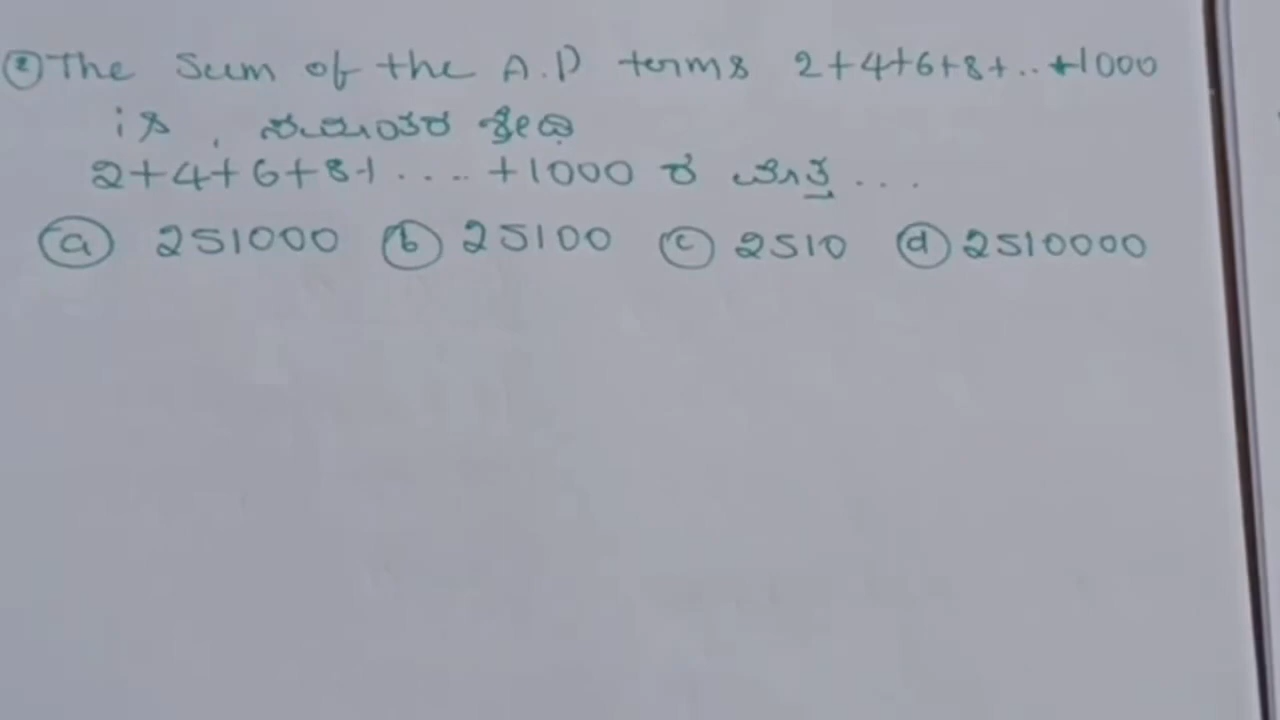 ② The Sum of the A.P terms 2+4+6+8+...+1000
is, ಸಮಾಂತರ ಶ್ರೇಢಿ
2+4+6+8+.....+1000 ರ ಮೊತ್ತ ...
ⓐ 251000 ⓑ 25100 ⓒ 2510 ⓓ 2510000